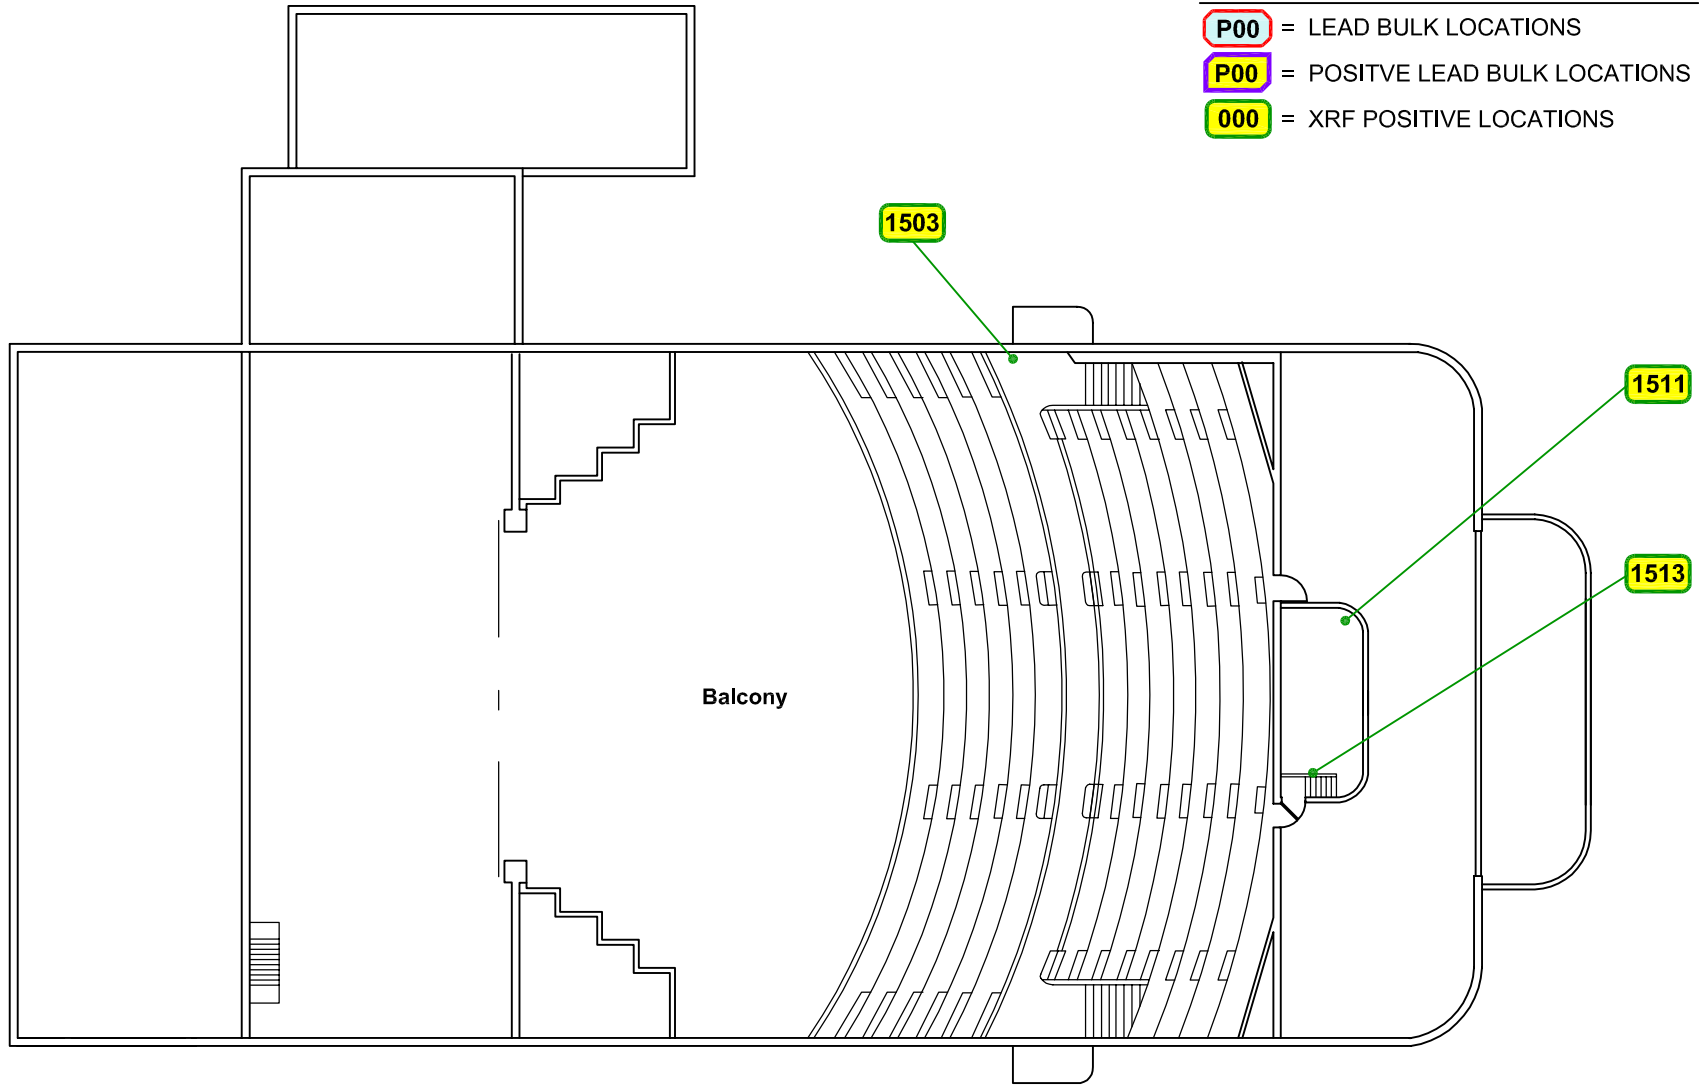 P00 = LEAD BULK LOCATIONS
P00 = POSITVE LEAD BULK LOCATIONS
000 = XRF POSITIVE LOCATIONS
1503
1511
1513
Balcony